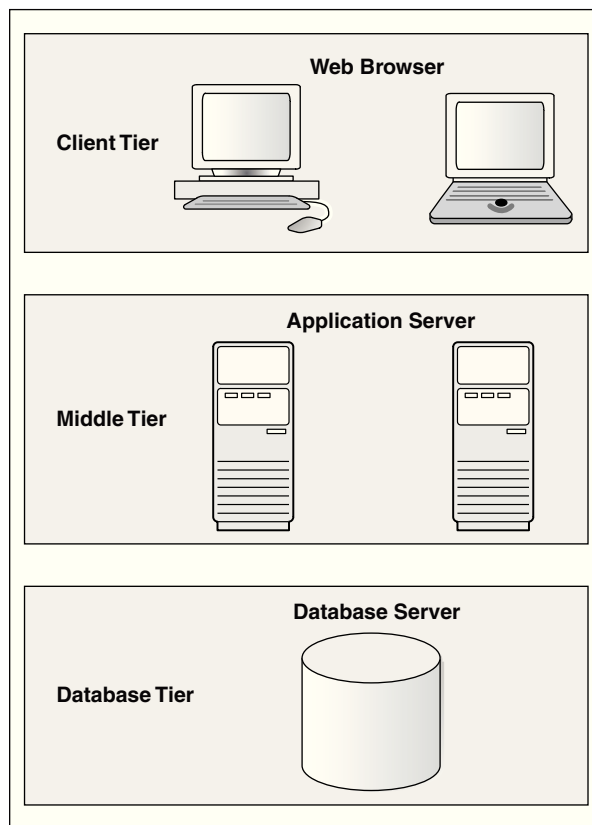 Web Browser
Client Tier
Application Server
Middle Tier
Database Server
Database Tier